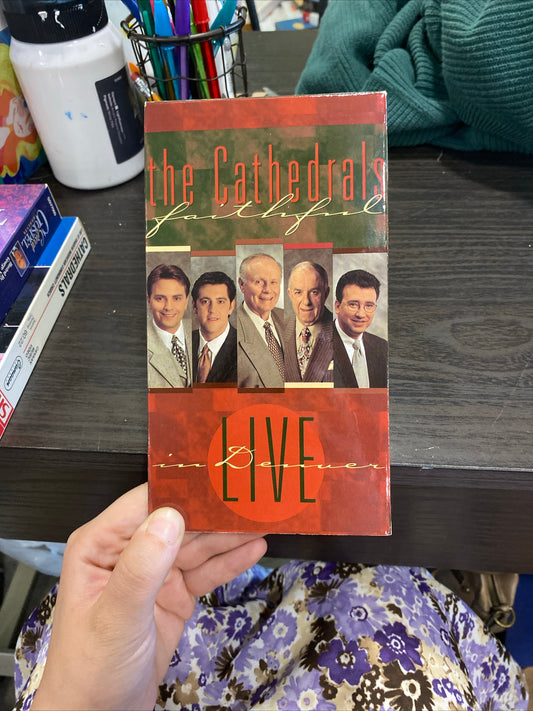 the Cathedrals
faithful
LIVE
in Denver
CATHEDRALS